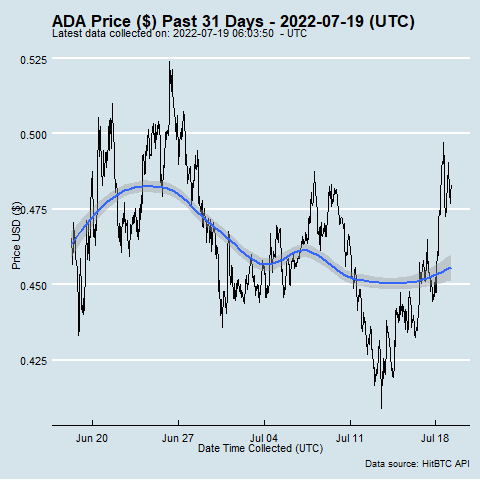 ADA Price ($) Past 31 Days - 2022-07-19 (UTC)
Latest data collected on: 2022-07-19 06:03:50 - UTC
0.525
0.500
0.475
0.450
0.425
Price USD ($)
Jun 20 Jun 27 Jul 04 Jul 11 Jul 18
Date Time Collected (UTC)
Data source: HitBTC API